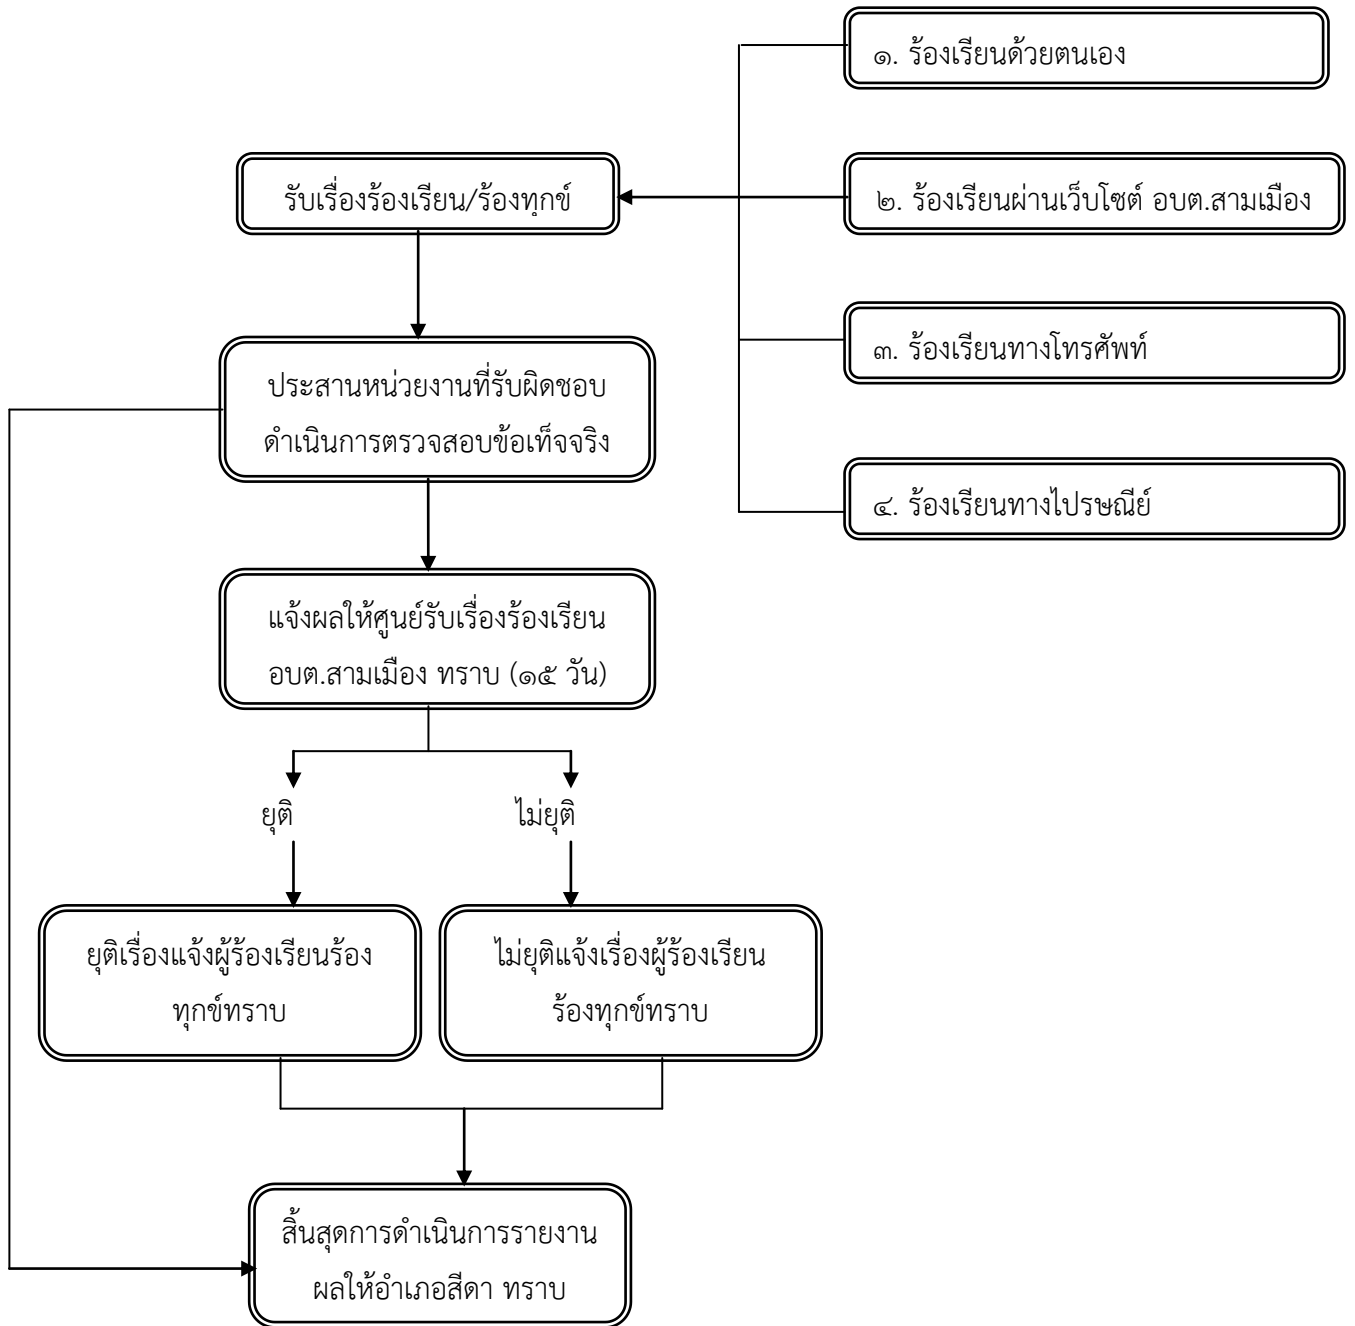 ๑. ร้องเรียนด้วยตนเอง
รับเรื่องร้องเรียน/ร้องทุกข์
๒. ร้องเรียนผ่านเว็บไซต์ อบต.สามเมือง
๓. ร้องเรียนทางโทรศัพท์
ประสานหน่วยงานที่รับผิดชอบ
ดำเนินการตรวจสอบข้อเท็จจริง
๔. ร้องเรียนทางไปรษณีย์
แจ้งผลให้ศูนย์รับเรื่องร้องเรียน
อบต.สามเมือง ทราบ (๑๕ วัน)
ยุติ
ไม่ยุติ
ยุติเรื่องแจ้งผู้ร้องเรียนร้อง
ทุกข์ทราบ
ไม่ยุติแจ้งเรื่องผู้ร้องเรียน
ร้องทุกข์ทราบ
สิ้นสุดการดำเนินการรายงาน
ผลให้อำเภอสีดา ทราบ